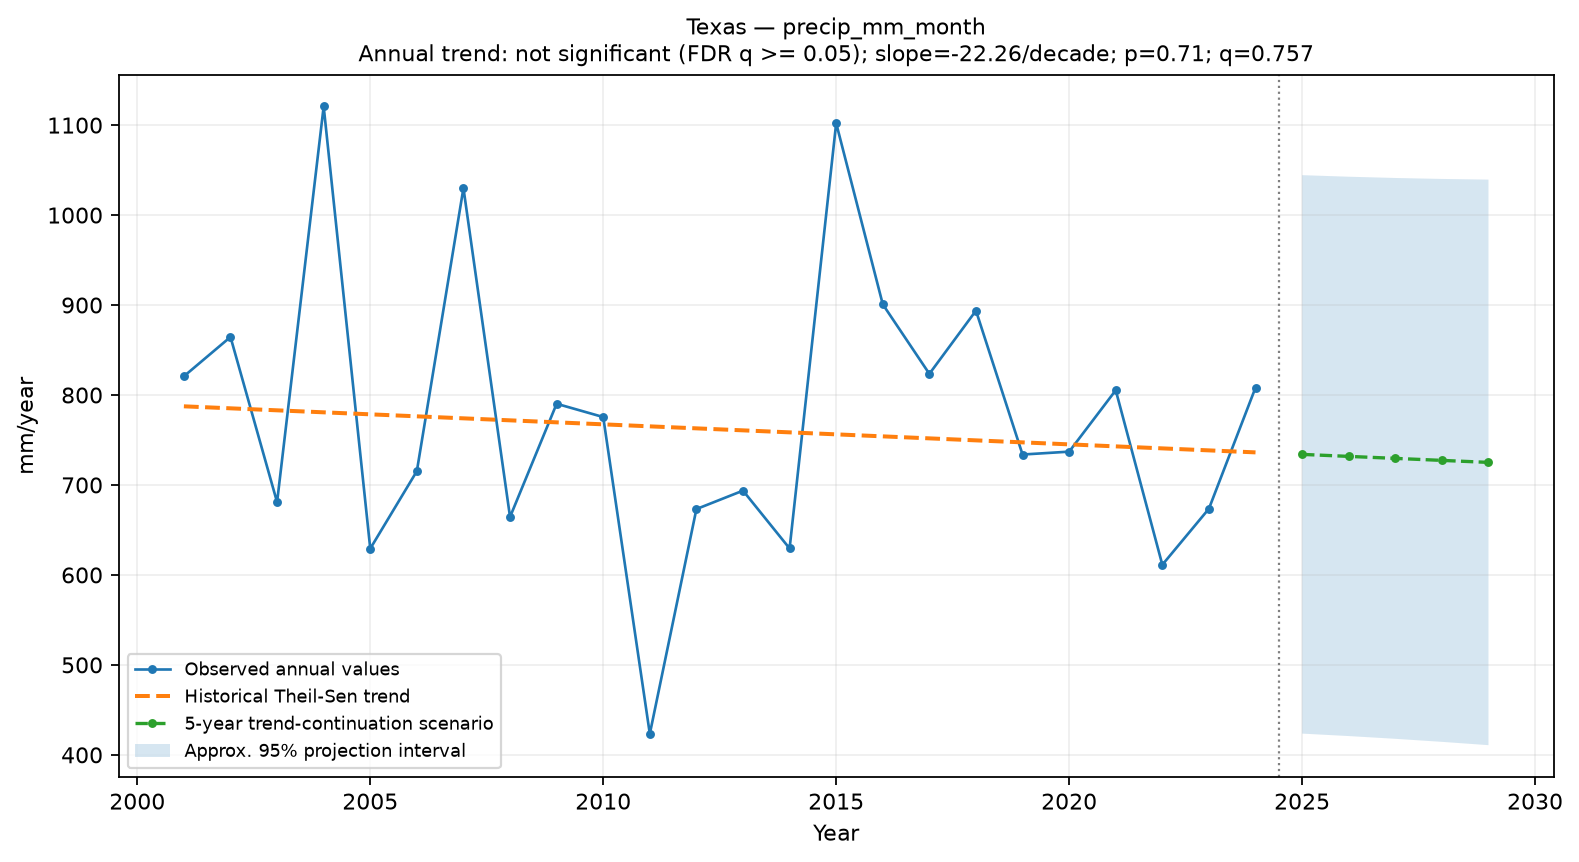 Texas — precip_mm_month
Annual trend: not significant (FDR q >= 0.05); slope=-22.26/decade; p=0.71; q=0.757
mm/year
1100
1000
900
800
700
600
500
400
Observed annual values
Historical Theil-Sen trend
5-year trend-continuation scenario
Approx. 95% projection interval
2000 2005 2010 2015 2020 2025 2030
Year